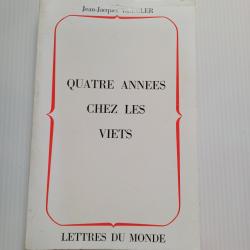 Jean-Jacques
QUATRE ANNEES
CHEZ LES
VIETS
LETTRES DU MONDE